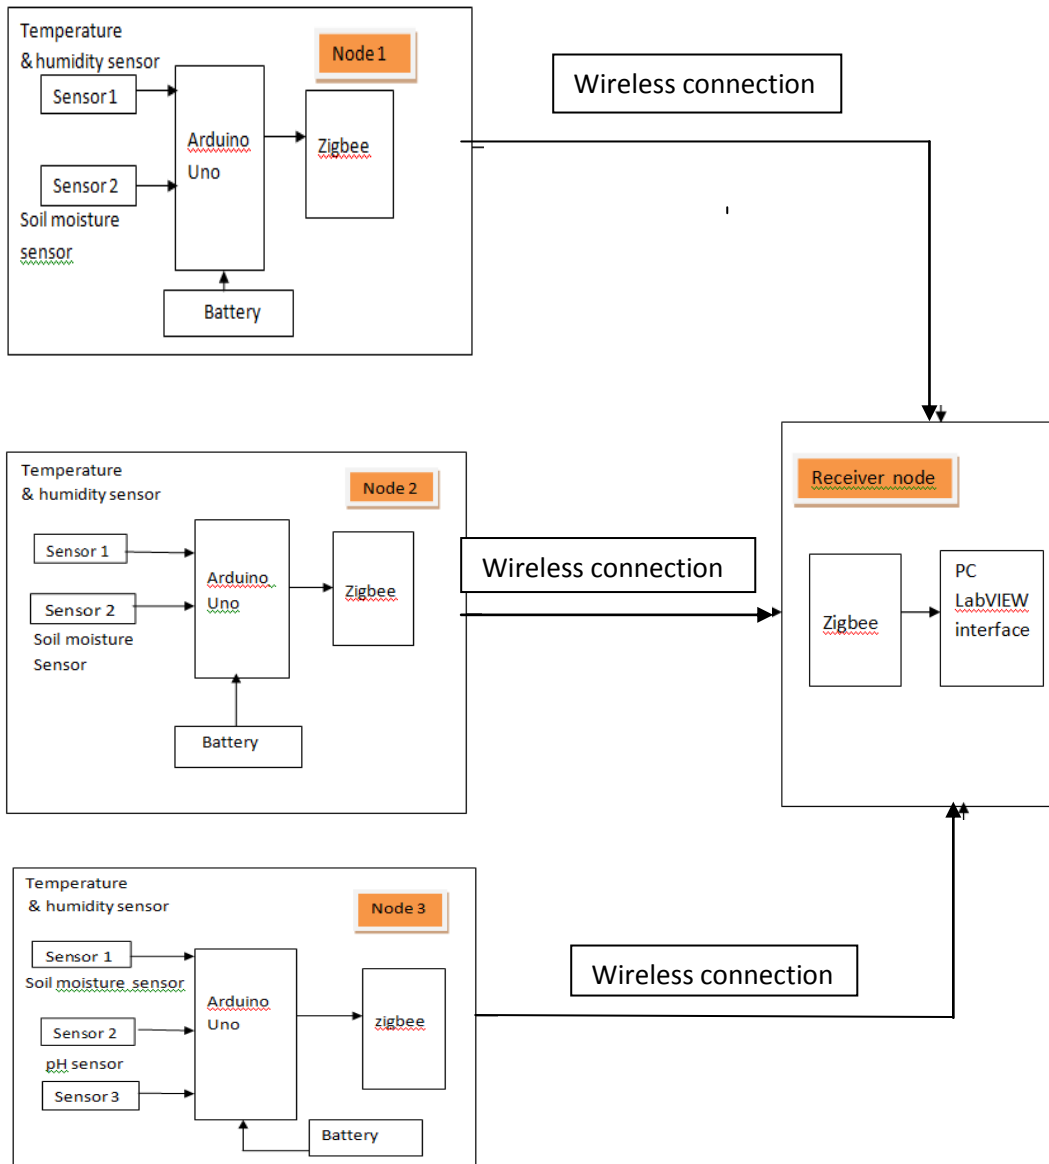 Temperature
& humidity sensor
Node 1
Sensor 1
Arduino
Uno
Zigbee
Sensor 2
Soil moisture
sensor
Battery
Wireless connection
Temperature
& humidity sensor
Node 2
Sensor 1
Arduino
Uno
Zigbee
Sensor 2
Soil moisture
Sensor
Battery
Wireless connection
Receiver node
Zigbee
PC
LabVIEW
interface
Temperature
& humidity sensor
Node 3
Sensor 1
Soil moisture sensor
Arduino
Uno
zigbee
Sensor 2
pH sensor
Sensor 3
Battery
Wireless connection